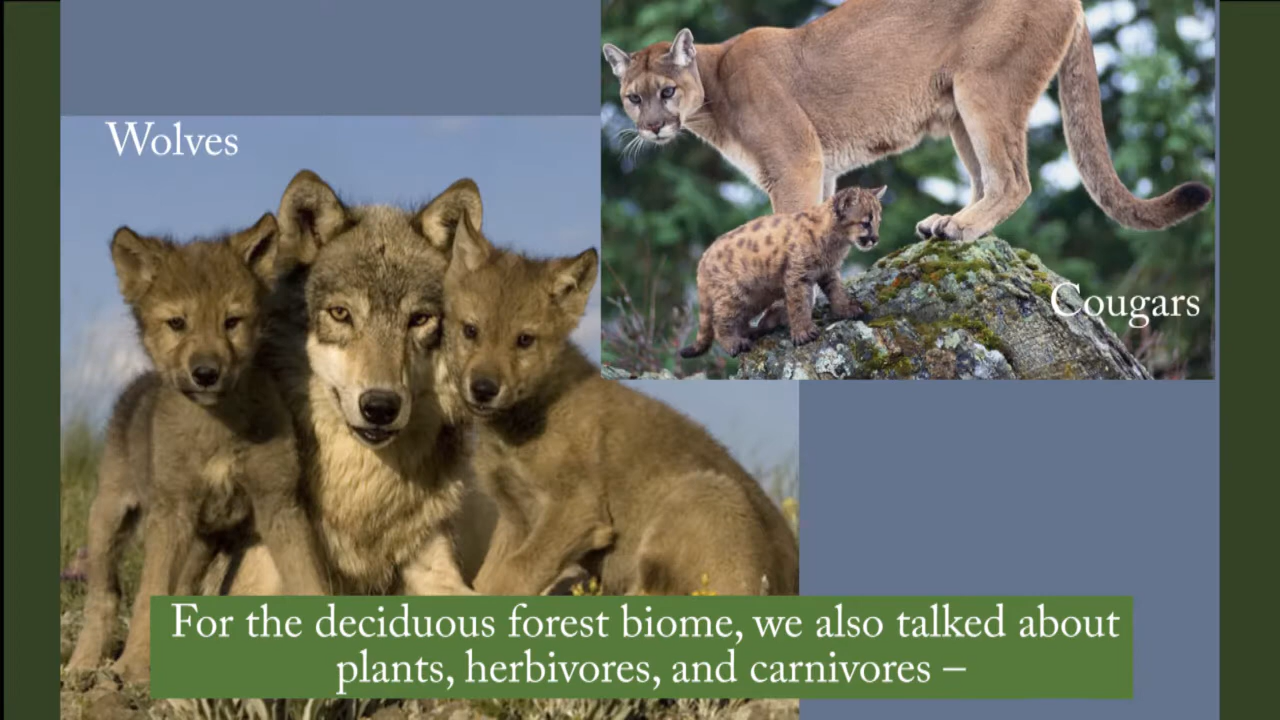 Wolves
Cougars
For the deciduous forest biome, we also talked about
plants, herbivores, and carnivores –